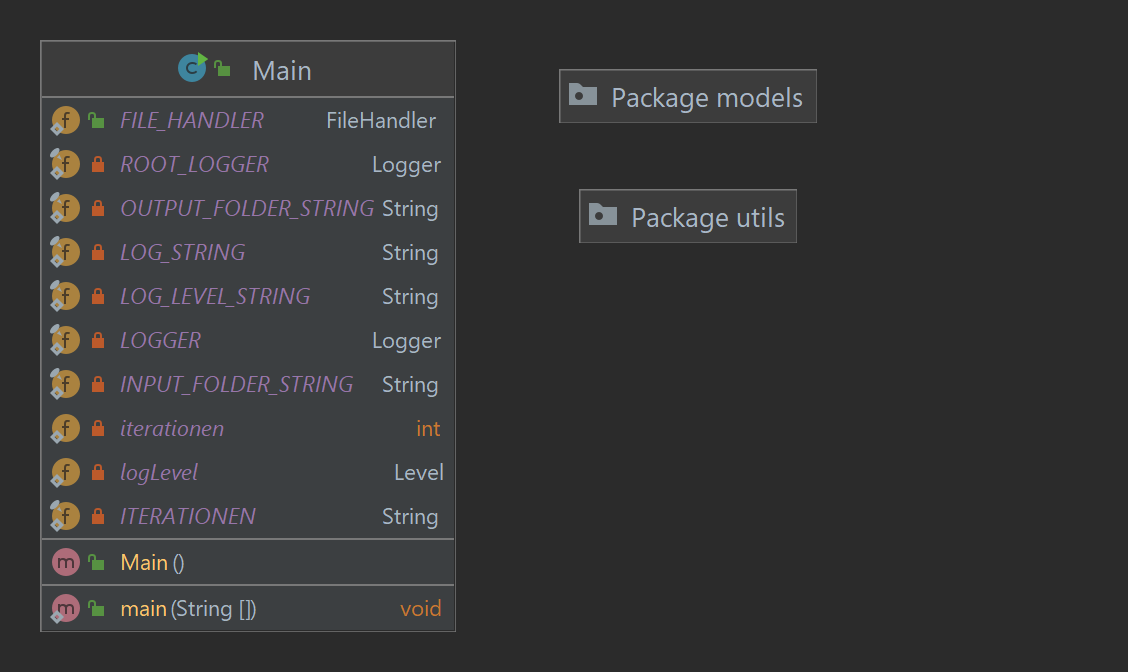 Main
FILE_HANDLER FileHandler
ROOT_LOGGER Logger
OUTPUT_FOLDER_STRING String
LOG_STRING String
LOG_LEVEL_STRING String
LOGGER Logger
INPUT_FOLDER_STRING String
iterationen int
logLevel Level
ITERATIONEN String
Main ()
main (String []) void
Package models
Package utils